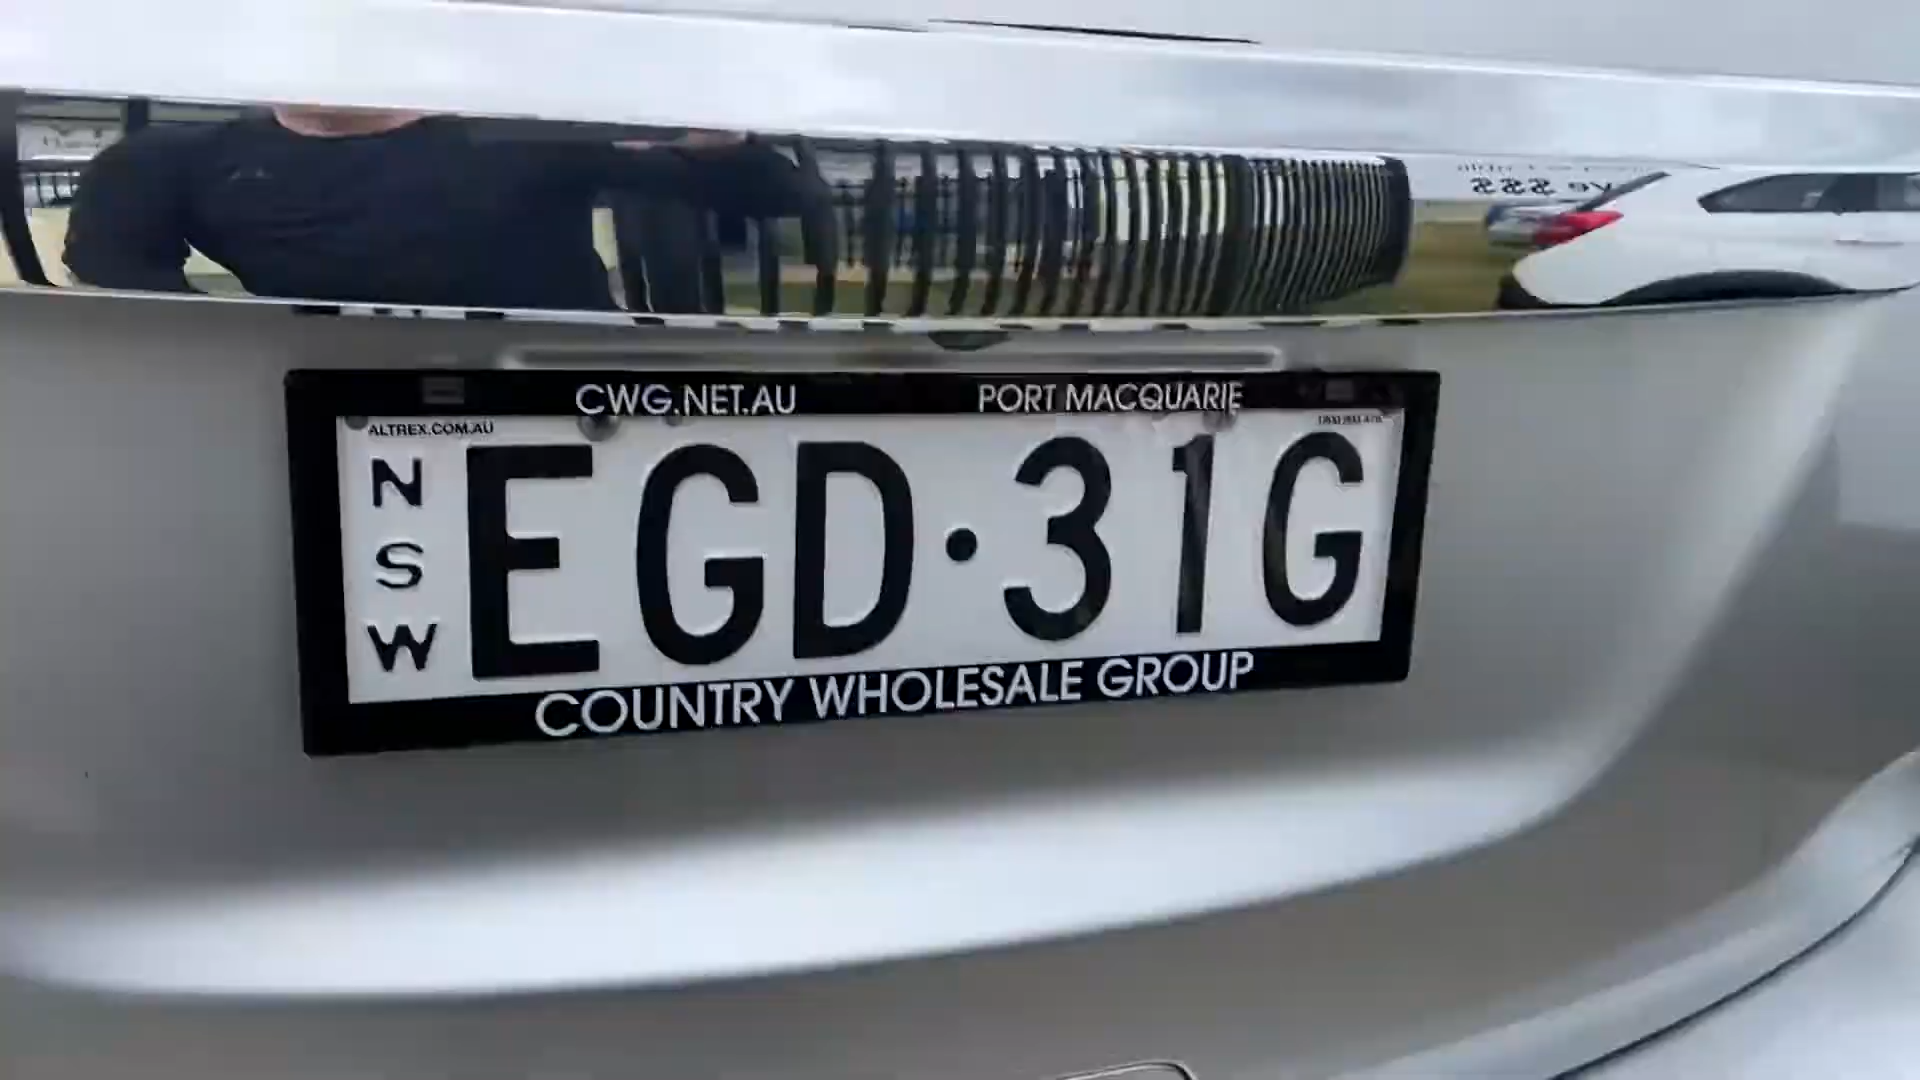 CWG.NET.AU PORT MACQUARIE
ALTREX.COM.AU
NSW
EGD·31G
COUNTRY WHOLESALE GROUP